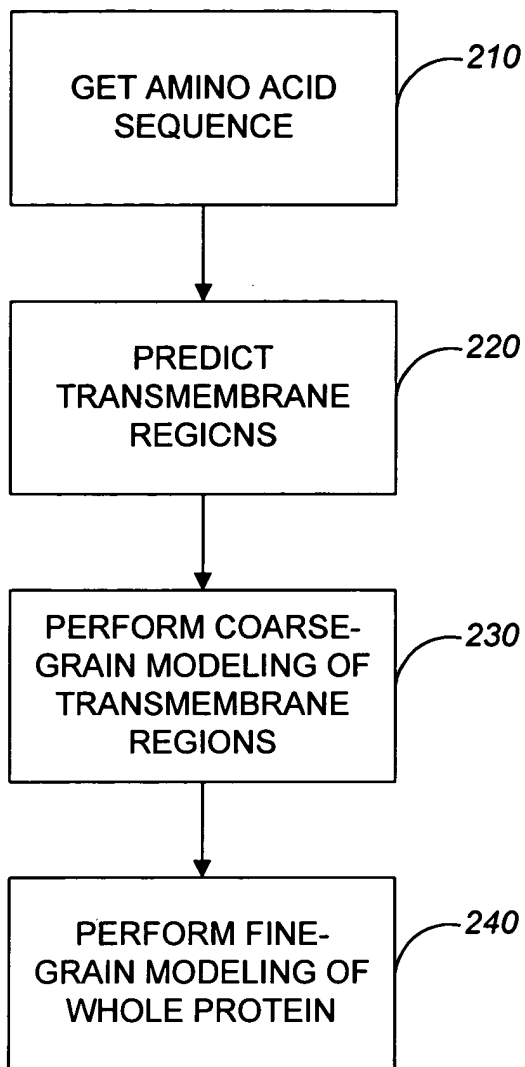 GET AMINO ACID
SEQUENCE
210
PREDICT
TRANSMEMBRANE
REGICNS
220
PERFORM COARSE-
GRAIN MODELING OF
TRANSMEMBRANE
REGIONS
230
PERFORM FINE-
GRAIN MODELING OF
WHOLE PROTEIN
240